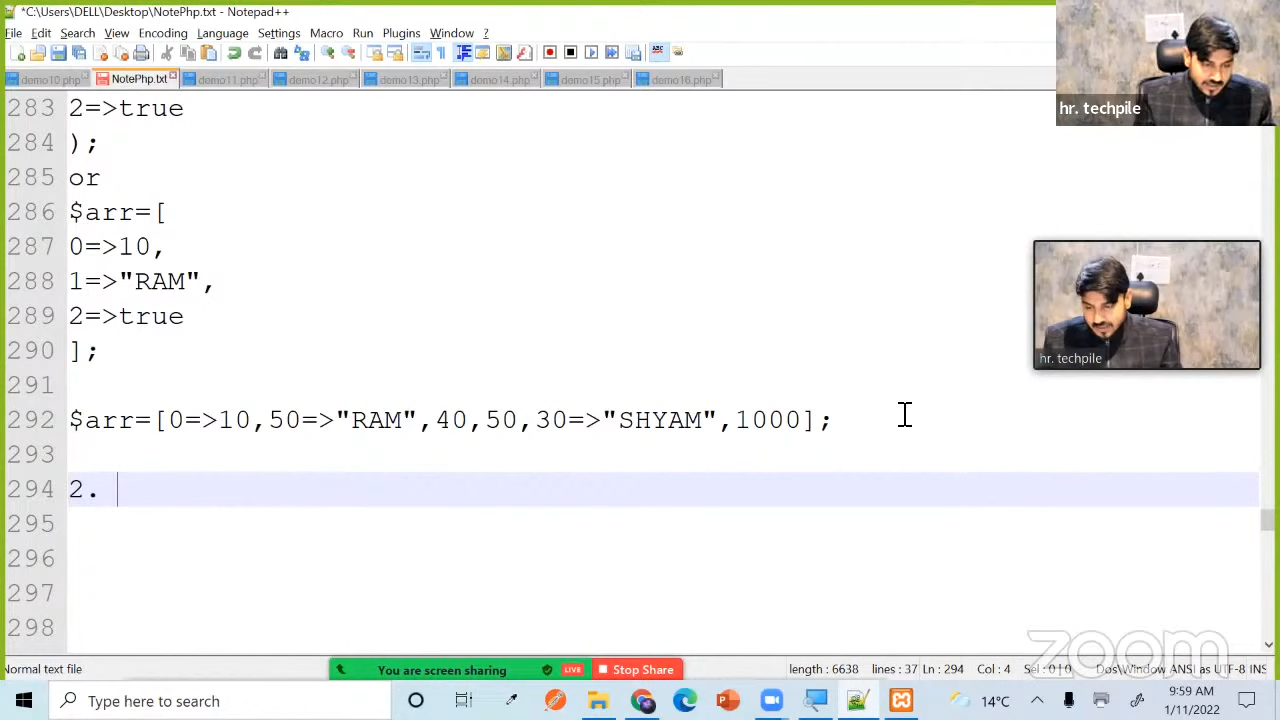 *C:\Users\DELL\Desktop\NotePhp.txt - Notepad++
File Edit Search View Encoding Language Settings Macro Run Plugins Window ?
demo10.php NotePhp.txt demo11.php demo12.php demo13.php demo14.php demo15.php demo16.php
hr. techpile
283 2=>true
284 );
285 or
286 $arr=[
287 0=>10,
288 1=>"RAM",
289 2=>true
290 ];
hr. techpile
291
292 $arr=[0=>10,50=>"RAM",40,50,30=>"SHYAM",1000];
293
294 2.
295
296
297
298
zoom
Normal text file length : 6638 lines : 37 Ln : 294 Col : 4 Sel : 0 | 0 Dos\Window ANSI as UTF-8 INS
You are screen sharing LIVE Stop Share
Type here to search
14°C
9:59 AM
1/11/2022